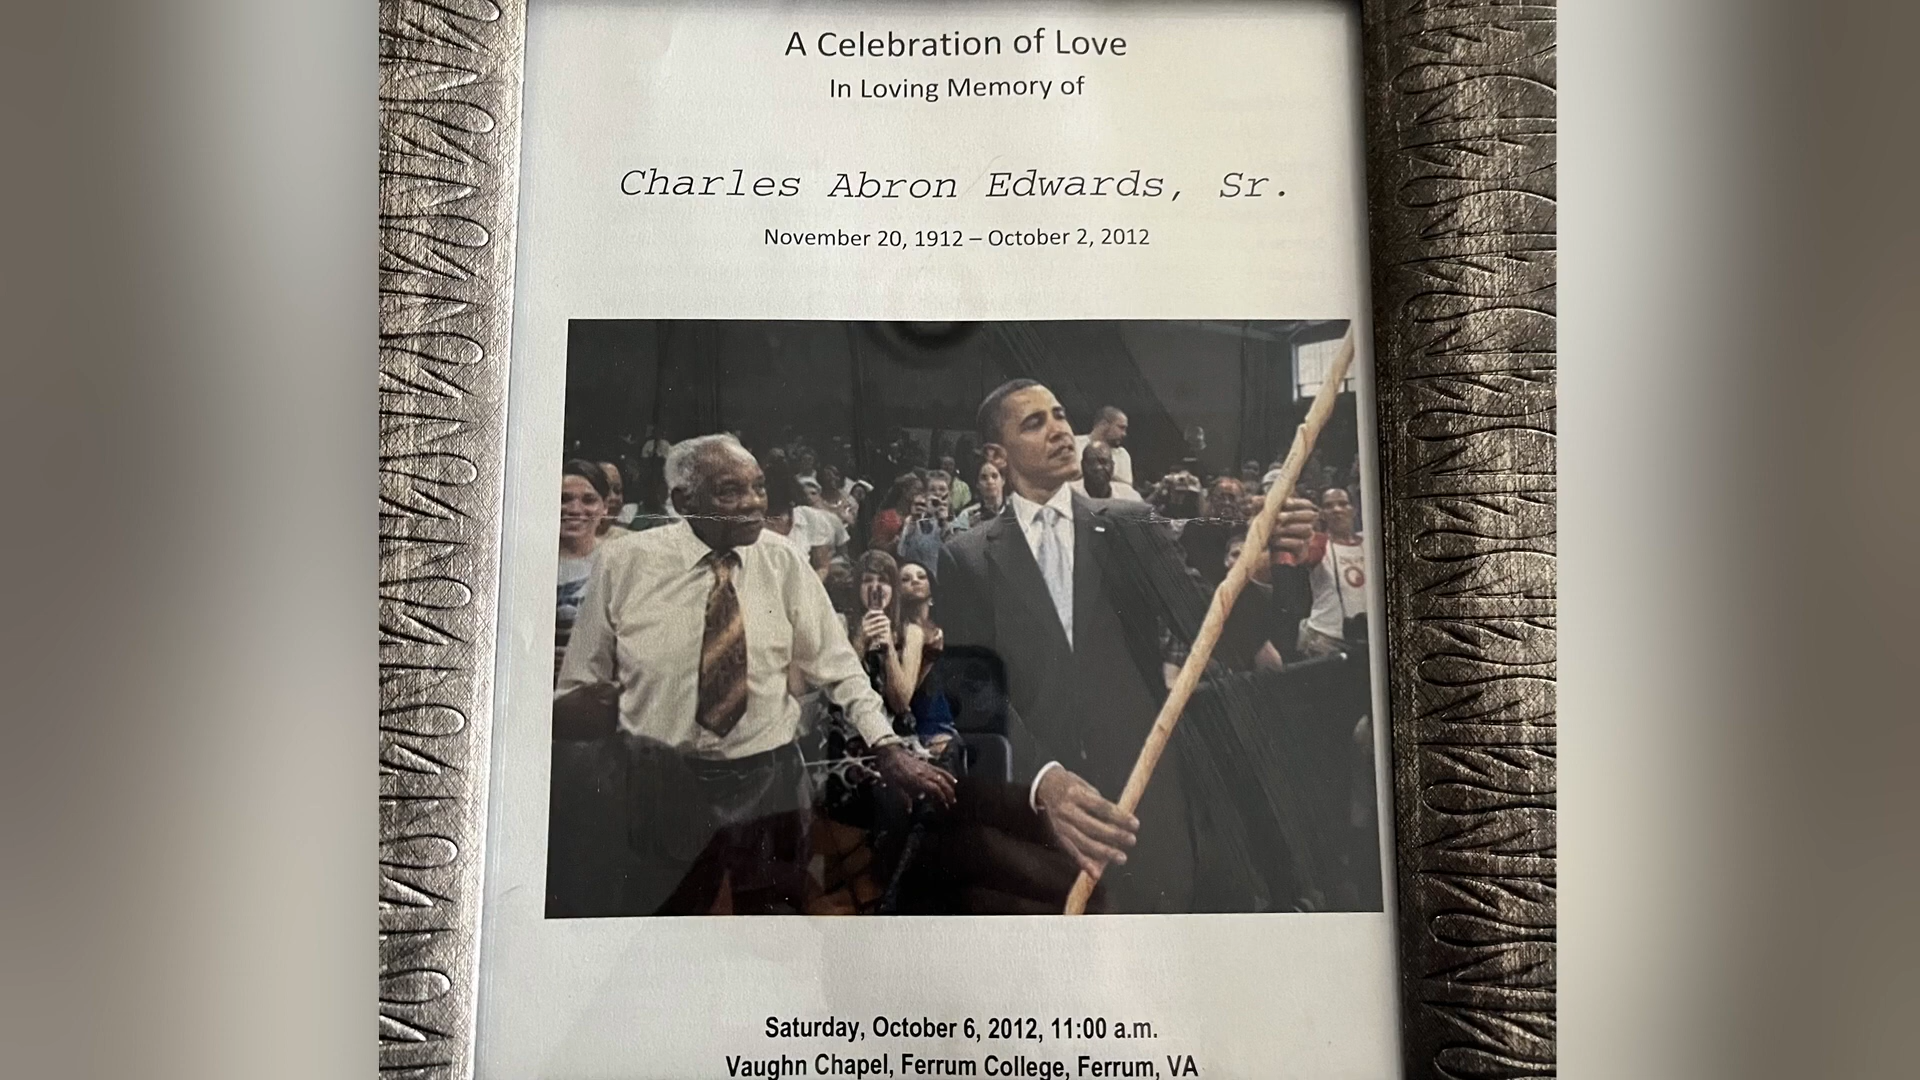 A Celebration of Love
In Loving Memory of
Charles Abron Edwards, Sr.
November 20, 1912 – October 2, 2012
Saturday, October 6, 2012, 11:00 a.m.
Vaughn Chapel, Ferrum College, Ferrum, VA